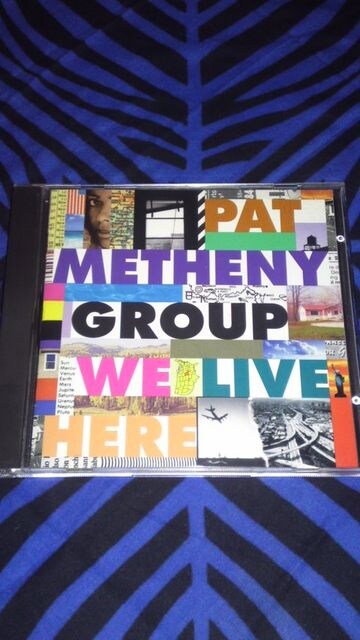 PAT
METHENY
GROUP
WE LIVE
HERE
Sun
Mercury
Venus
Earth
Mars
Jupiter
Saturn
Uranus
Neptune
Pluto